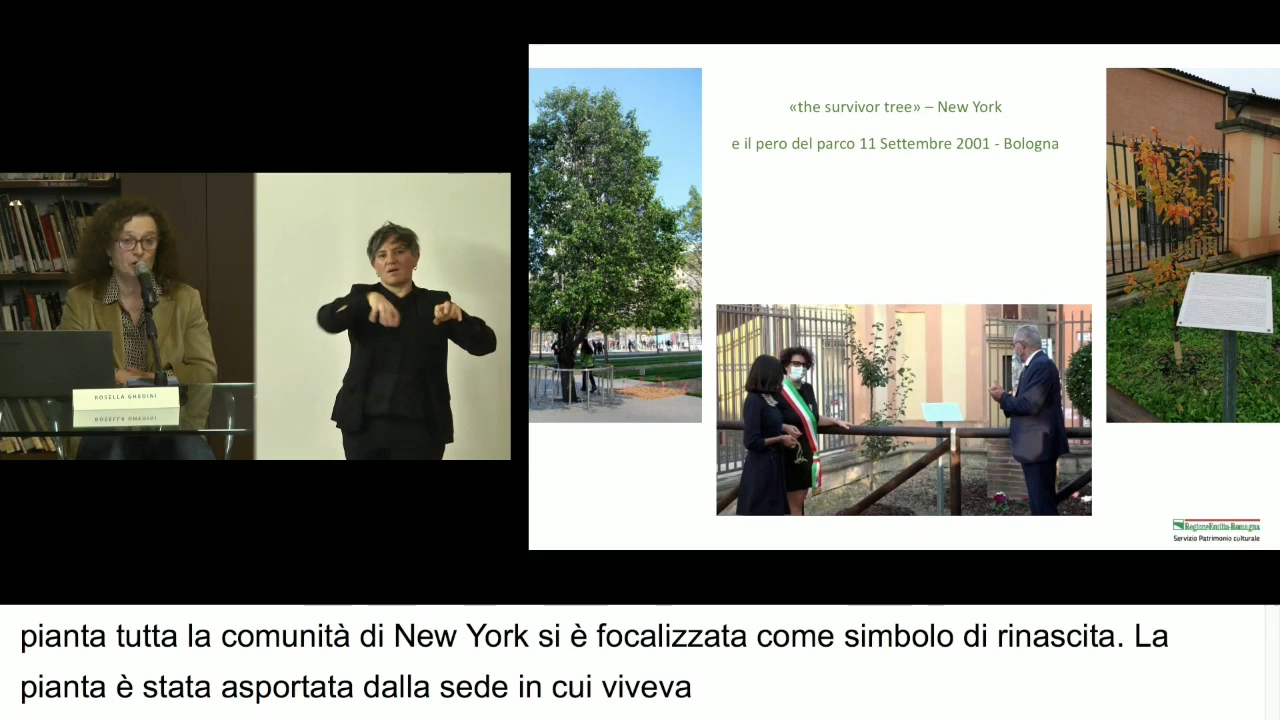 «the survivor tree» – New York
e il pero del parco 11 Settembre 2001 - Bologna
ROSELLA GHEDINI
RegioneEmilia-Romagna
Servizio Patrimonio culturale
pianta tutta la comunità di New York si è focalizzata come simbolo di rinascita. La
pianta è stata asportata dalla sede in cui viveva